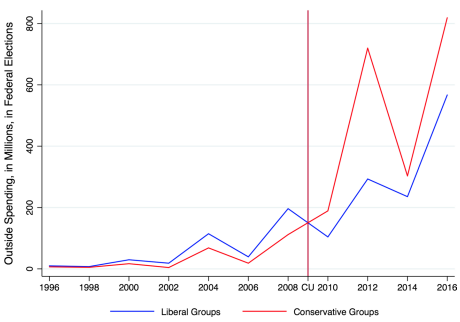 Outside Spending, in Millions, in Federal Elections
800
600
400
200
0
1996 1998 2000 2002 2004 2006 2008 CU 2010 2012 2014 2016
Liberal Groups Conservative Groups